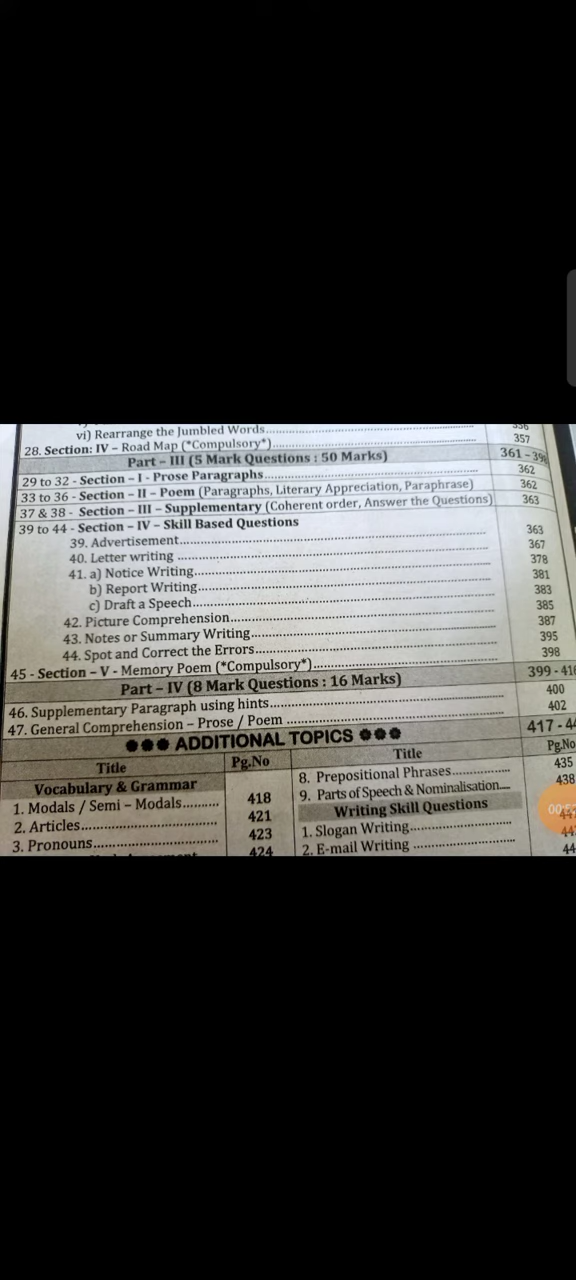 vi) Rearrange the Jumbled Words 356
28. Section: IV – Road Map (*Compulsory*) 357
Part – III (5 Mark Questions : 50 Marks) 361 - 398
29 to 32 - Section – I - Prose Paragraphs 362
33 to 36 - Section – II – Poem (Paragraphs, Literary Appreciation, Paraphrase) 362
37 & 38 - Section – III – Supplementary (Coherent order, Answer the Questions) 363
39 to 44 - Section – IV – Skill Based Questions
39. Advertisement 363
40. Letter writing 367
41. a) Notice Writing 378
b) Report Writing 381
c) Draft a Speech 383
42. Picture Comprehension 385
43. Notes or Summary Writing 387
44. Spot and Correct the Errors 395
45 - Section – V - Memory Poem (*Compulsory*) 398
Part – IV (8 Mark Questions : 16 Marks) 399 - 416
46. Supplementary Paragraph using hints 400
47. General Comprehension – Prose / Poem 402
ADDITIONAL TOPICS 417 - 44
Title Pg.No
Vocabulary & Grammar
1. Modals / Semi – Modals 418
2. Articles 421
3. Pronouns 423
424
Title Pg.No
8. Prepositional Phrases 435
9. Parts of Speech & Nominalisation 438
Writing Skill Questions
1. Slogan Writing
2. E-mail Writing